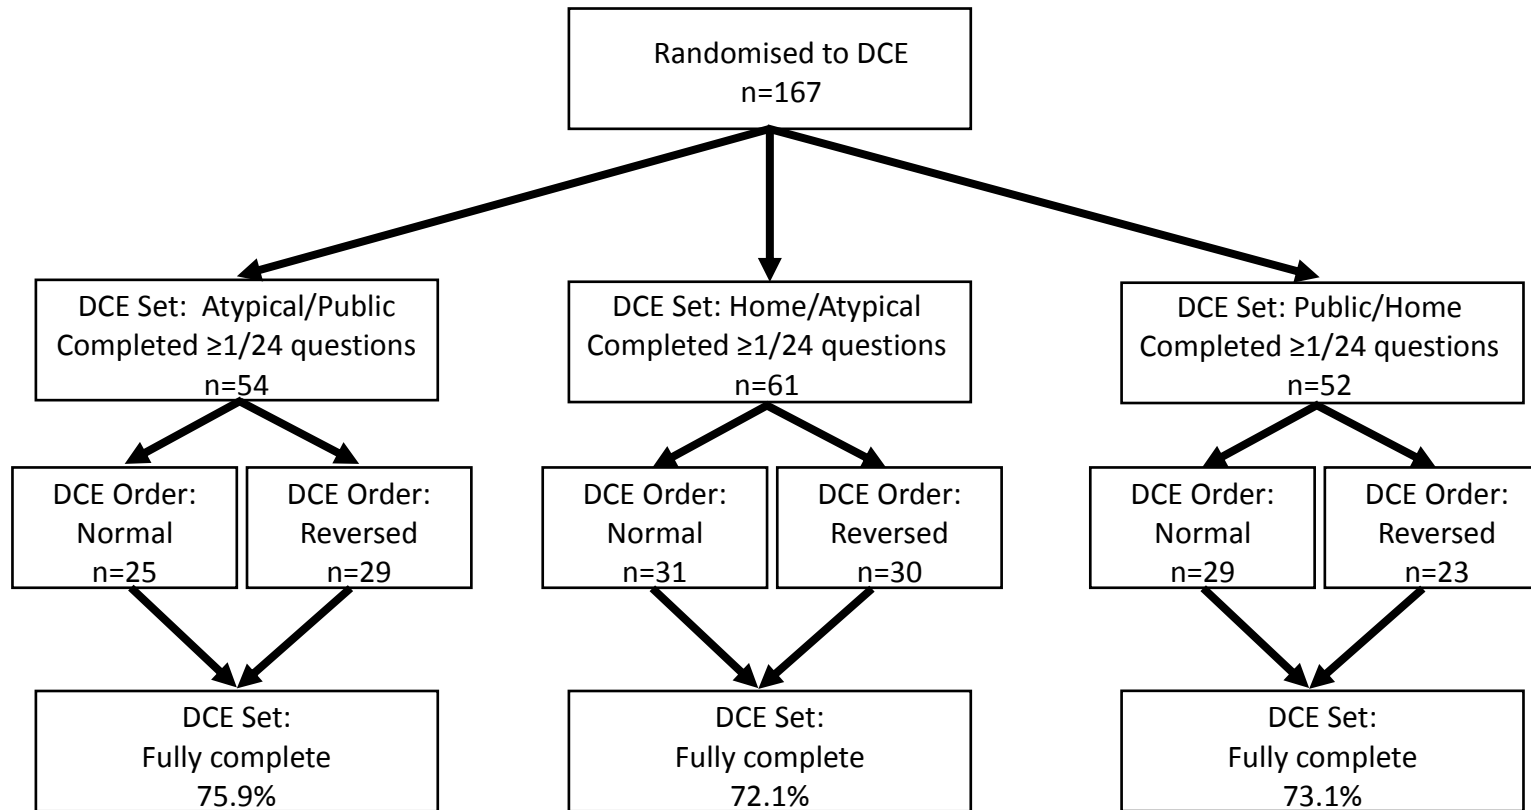 Randomised to DCE
n=167
DCE Set:  Atypical/Public
Completed ≥1/24 questions
n=54
DCE Set: Home/Atypical
Completed ≥1/24 questions
n=61
DCE Set: Public/Home
Completed ≥1/24 questions
n=52
DCE Order:
Normal
n=25
DCE Order:
Reversed
n=29
DCE Order:
Normal
n=31
DCE Order:
Reversed
n=30
DCE Order:
Normal
n=29
DCE Order:
Reversed
n=23
DCE Set:
Fully complete
75.9%
DCE Set:
Fully complete
72.1%
DCE Set:
Fully complete
73.1%